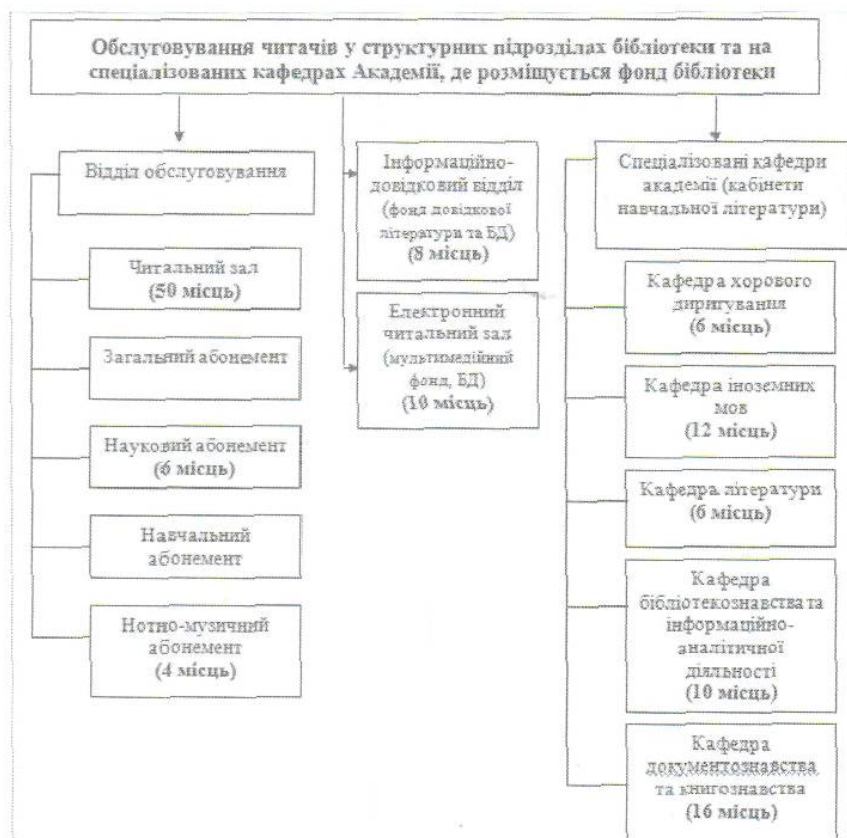 Обслуговування читачів у структурних підрозділах бібліотеки та на
спеціалізованих кафедрах Академії, де розміщується фонд бібліотеки
Відділ обслуговування
Читальний зал
(50 місць)
Загальний абонемент
Науковий абонемент
(6 місць)
Навчальний
абонемент
Нотно-музичний
абонемент
(4 місць)
Інформаційно-
довідковий відділ
(фонд довідкової
літератури та БД)
(8 місць)
Електронний
читальний зал
(мультимедійний
фонд, БД)
(10 місць)
Спеціалізовані кафедри
академії (кабінети
навчальної літератури)
Кафедра хорового
диригування
(6 місць)
Кафедра іноземних
мов
(12 місць)
Кафедра літератури
(6 місць)
Кафедра
бібліотекознавства та
інформаційно-
аналітичної
діяльності
(10 місць)
Кафедра
документознавства
та книгознавства
(16 місць)